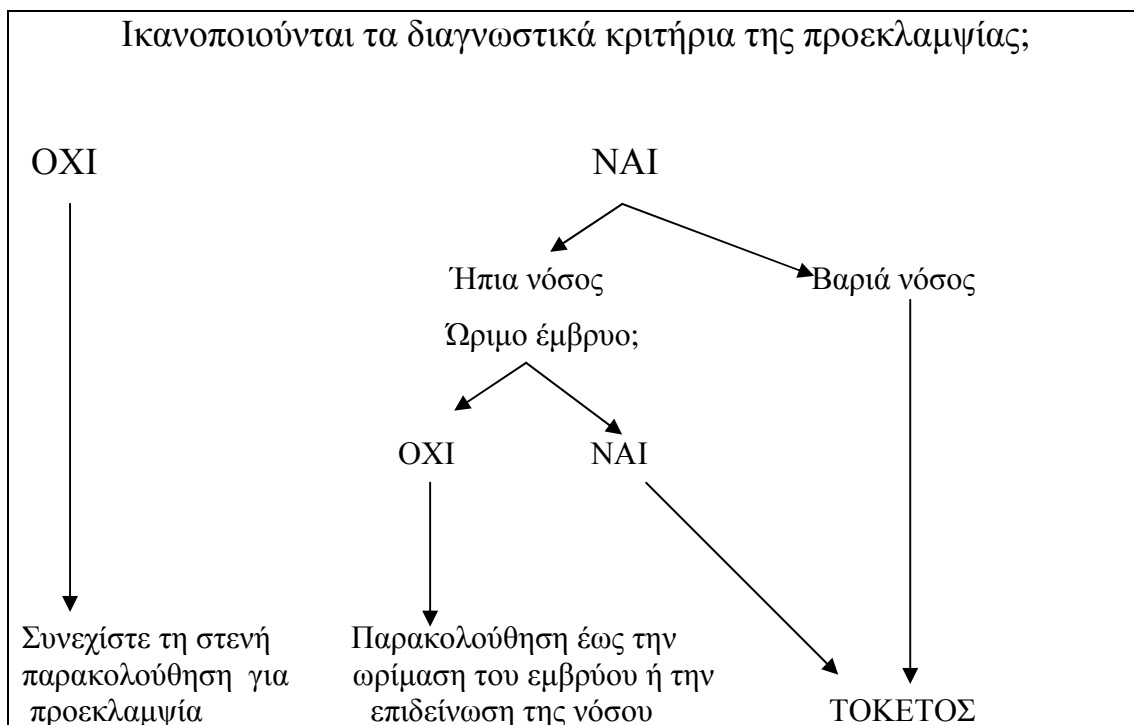 Ικανοποιούνται τα διαγνωστικά κριτήρια της προεκλαμψίας;
ΟΧΙ
ΝΑΙ
Ήπια νόσος
Βαριά νόσος
Ώριμο έμβρυο;
ΟΧΙ
ΝΑΙ
Συνεχίστε τη στενή
παρακολούθηση για
προεκλαμψία
Παρακολούθηση έως την
ωρίμαση του εμβρύου ή την
επιδείνωση της νόσου
ΤΟΚΕΤΟΣ